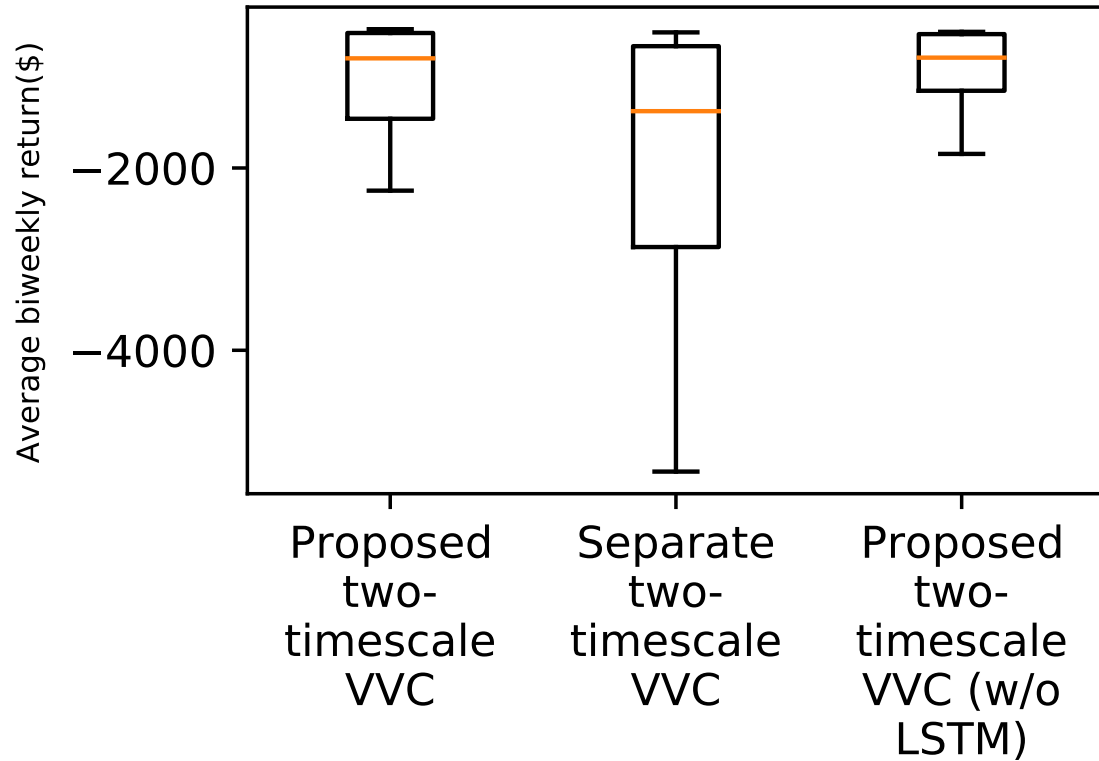 Average biweekly return($)
−2000
−4000
Proposed
two-
timescale
VVC
Separate
two-
timescale
VVC
Proposed
two-
timescale
VVC (w/o
LSTM)